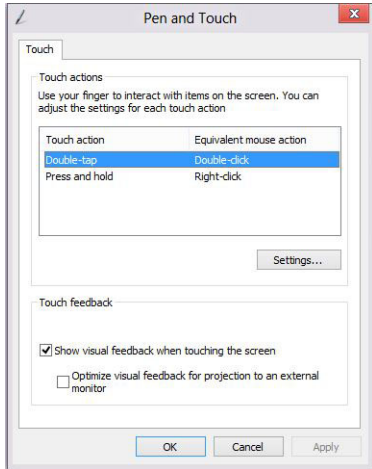 Pen and Touch
x
Touch
Touch actions
Use your finger to interact with items on the screen. You can
adjust the settings for each touch action
Touch action Equivalent mouse action
Double-tap Double-click
Press and hold Right-click
Settings...
Touch feedback
Show visual feedback when touching the screen
Optimize visual feedback for projection to an external
monitor
OK Cancel Apply